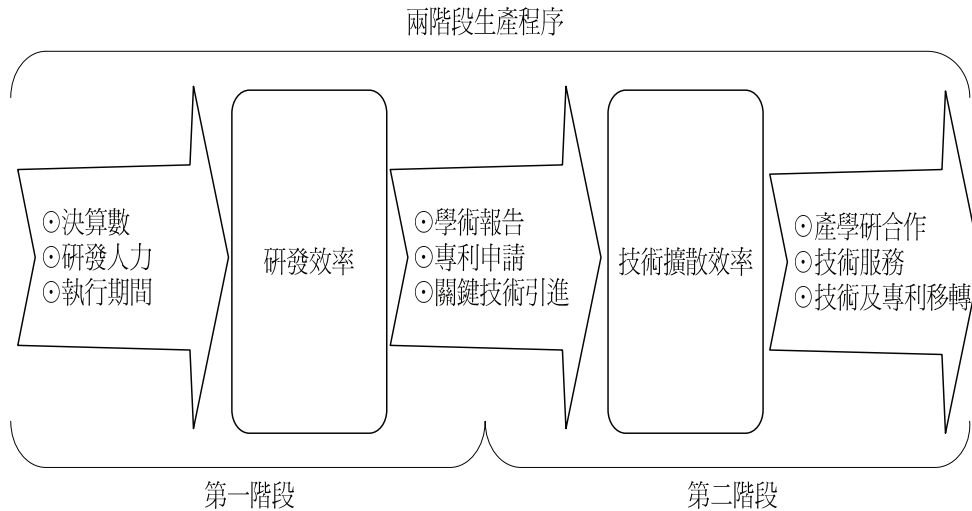 兩階段生產程序
⊙決算數
⊙研發人力
⊙執行期間
研發效率
⊙學術報告
⊙專利申請
⊙關鍵技術引進
技術擴散效率
⊙產學研合作
⊙技術服務
⊙技術及專利移轉
第一階段
第二階段